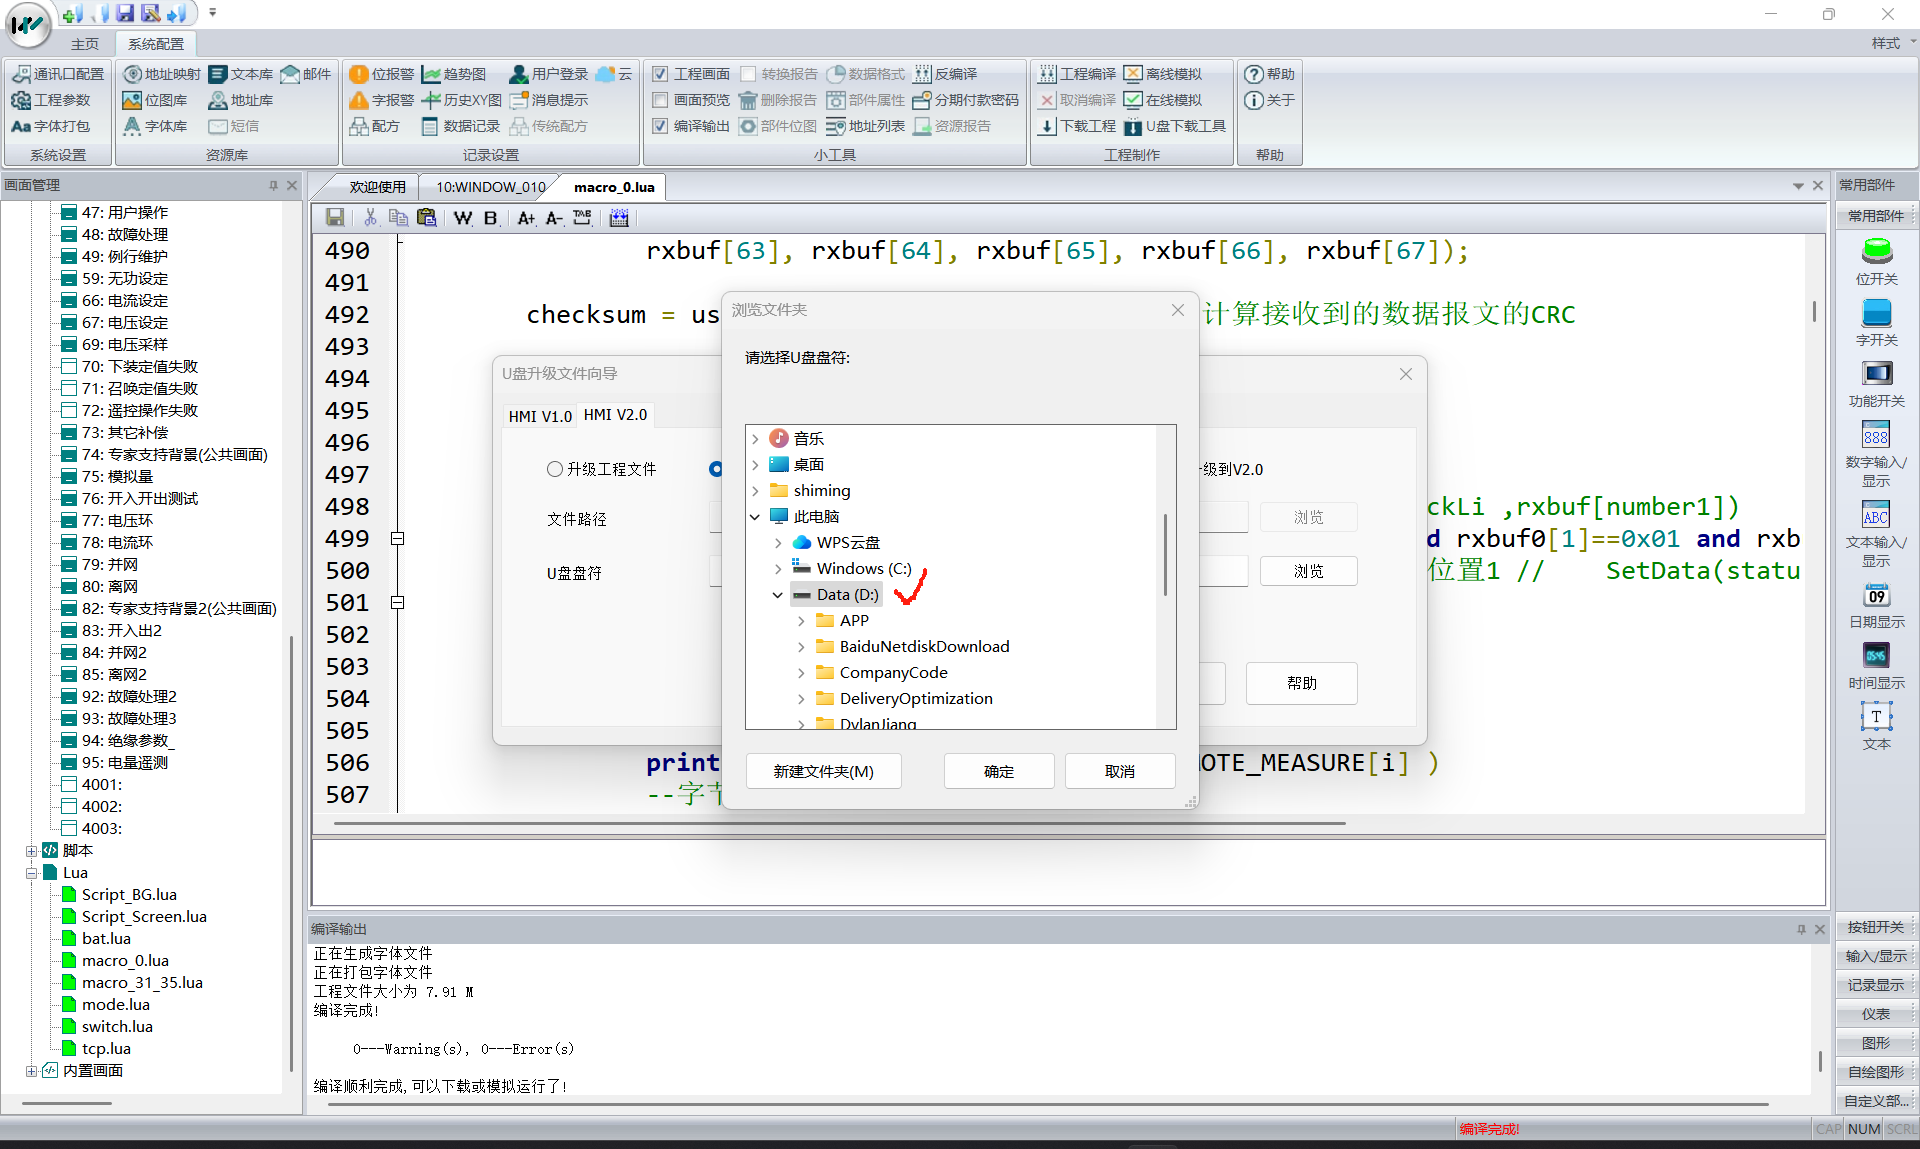 主页 系统配置 样式
通讯口配置 地址映射 文本库 邮件 位报警 趋势图 用户登录 云 工程画面 转换报告 数据格式 反编译 工程编译 离线模拟 帮助
工程参数 位图库 地址库 字报警 历史XY图 消息提示 画面预览 删除报告 部件属性 分期付款密码 取消编译 在线模拟 关于
Aa 字体打包 字体库 短信 配方 数据记录 传统配方 编译输出 部件位图 地址列表 资源报告 下载工程 U盘下载工具
系统设置 资源库 记录设置 小工具 工程制作 帮助
画面管理
47: 用户操作
48: 故障处理
49: 例行维护
59: 无功设定
66: 电流设定
67: 电压设定
69: 电压采样
70: 下装定值失败
71: 召唤定值失败
72: 遥控操作失败
73: 其它补偿
74: 专家支持背景(公共画面)
75: 模拟量
76: 开入开出测试
77: 电压环
78: 电流环
79: 并网
80: 离网
82: 专家支持背景2(公共画面)
83: 开入出2
84: 并网2
85: 离网2
92: 故障处理2
93: 故障处理3
94: 绝缘参数_
95: 电量遥测
4001:
4002:
4003:
脚本
Lua
Script_BG.lua
Script_Screen.lua
bat.lua
macro_0.lua
macro_31_35.lua
mode.lua
switch.lua
tcp.lua
内置画面
欢迎使用 10:WINDOW_010 macro_0.lua
W B A+ A- TAB
490 rxbuf[63], rxbuf[64], rxbuf[65], rxbuf[66], rxbuf[67]);
491
492 checksum = us 计算接收到的数据报文的CRC
493
494
495
496
497
498 ckLi ,rxbuf[number1])
499 d rxbuf0[1]==0x01 and rxb
500 位置1 // SetData(statu
501
502
503
504
505
506 print OTE_MEASURE[i] )
507 --字
U盘升级文件向导
HMI V1.0 HMI V2.0
升级工程文件 级到V2.0
文件路径 浏览
U盘盘符 浏览
帮助
浏览文件夹
请选择U盘盘符:
音乐
桌面
shiming
此电脑
WPS云盘
Windows (C:)
Data (D:)
APP
BaiduNetdiskDownload
CompanyCode
DeliveryOptimization
DylanJiang
新建文件夹(M) 确定 取消
编译输出
正在生成字体文件
正在打包字体文件
工程文件大小为 7.91 M
编译完成!
0---Warning(s), 0---Error(s)
编译顺利完成,可以下载或模拟运行了!
常用部件
常用部件
位开关
字开关
功能开关
888
数字输入/
显示
ABC
文本输入/
显示
09
日期显示
05:45
时间显示
T
文本
按钮开关
输入/显示
记录显示
仪表
图形
自绘图形
自定义部...
编译完成! CAP NUM SCRL